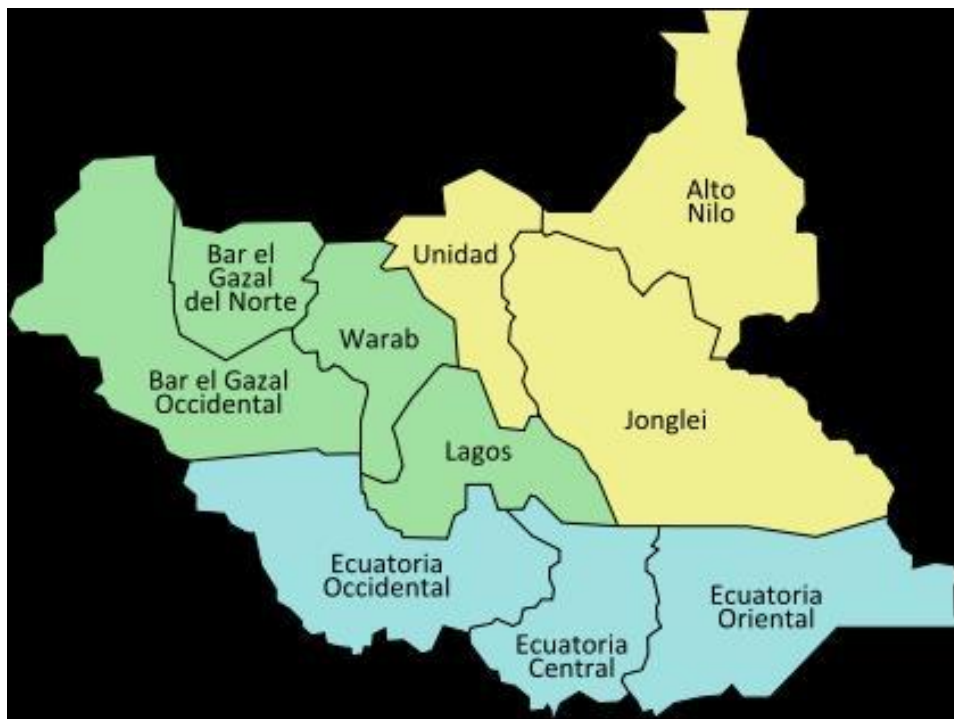 Alto
Nilo
Bar el
Gazal
del Norte
Unidad
Warab
Bar el Gazal
Occidental
Jonglei
Lagos
Ecuatoria
Occidental
Ecuatoria
Oriental
Ecuatoria
Central